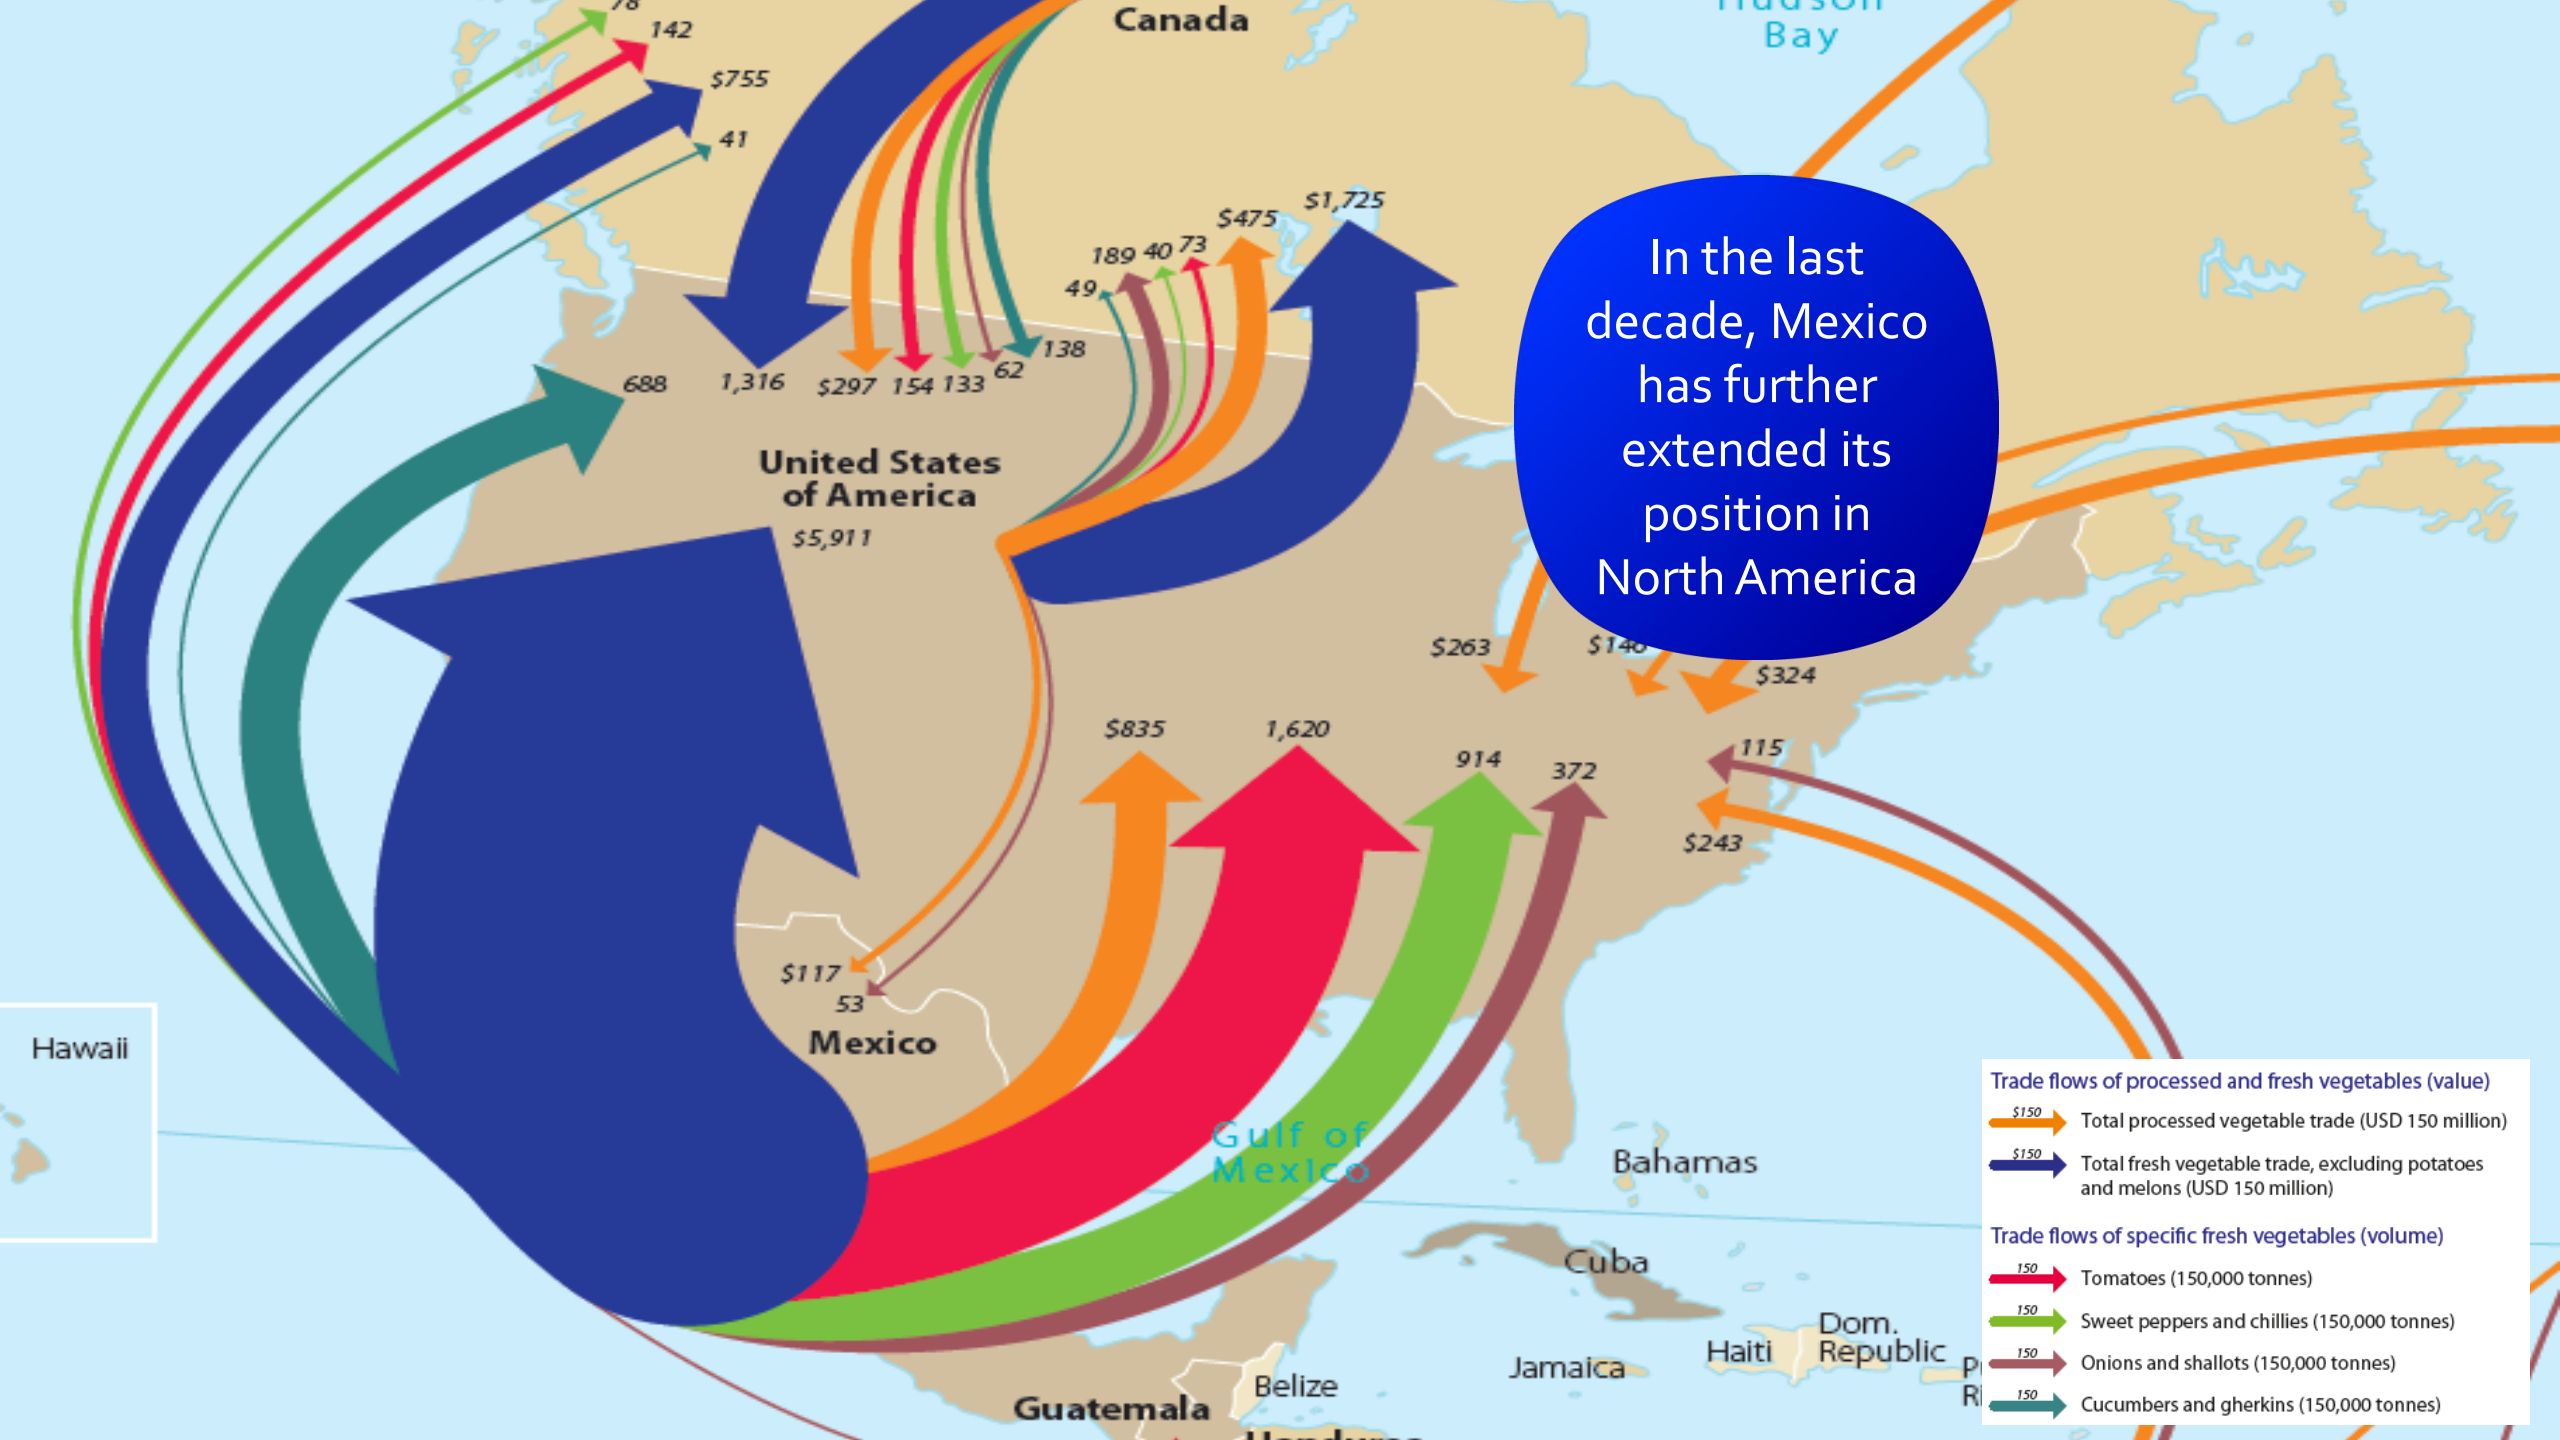 78
142
$755
41
Canada
Hudson
Bay
$1,725
$475
189 40 73
49
138
62
688
1,316
$297
154
133
United States
of America
$5,911
In the last
decade, Mexico
has further
extended its
position in
North America
$263
$324
$835
1,620
914
372
115
$243
$117
53
Mexico
Hawaii
Gulf of
Mexico
Bahamas
Cuba
Dom.
Republic
Haiti
Jamaica
Belize
Guatemala
Honduras
Trade flows of processed and fresh vegetables (value)
$150
Total processed vegetable trade (USD 150 million)
$150
Total fresh vegetable trade, excluding potatoes
and melons (USD 150 million)
Trade flows of specific fresh vegetables (volume)
150
Tomatoes (150,000 tonnes)
150
Sweet peppers and chillies (150,000 tonnes)
150
Onions and shallots (150,000 tonnes)
150
Cucumbers and gherkins (150,000 tonnes)